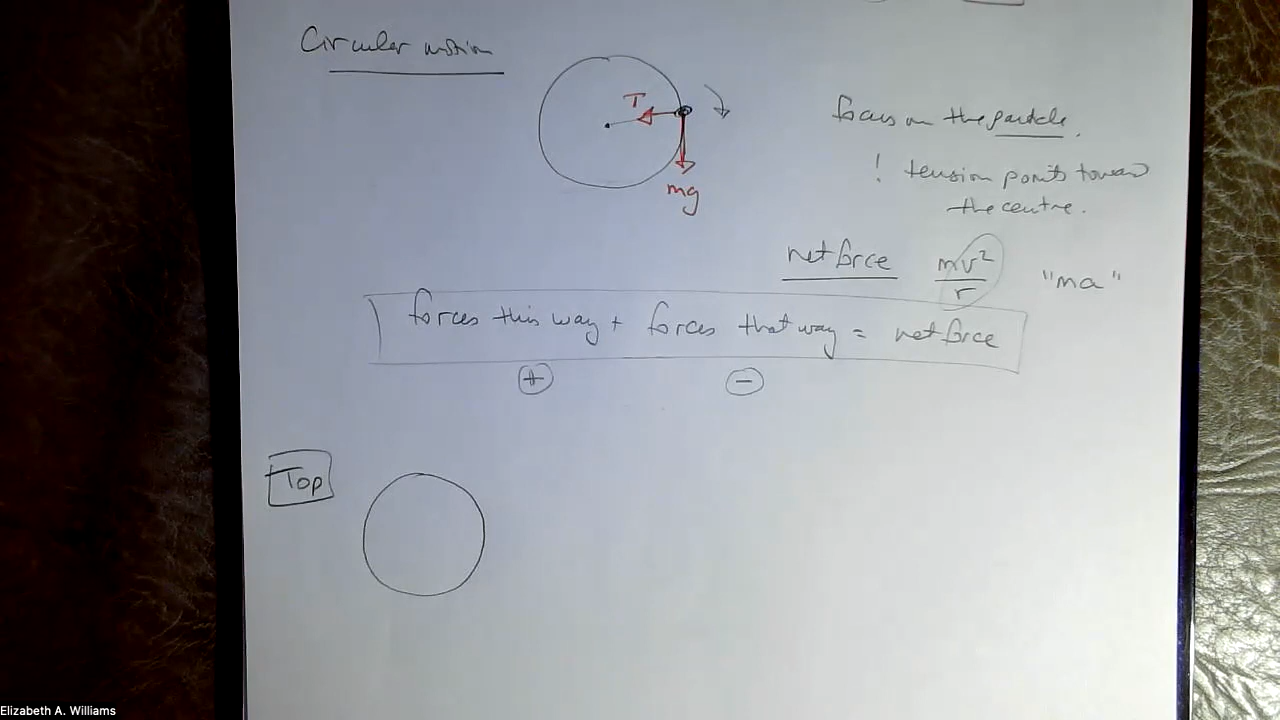 Circular motion
T
mg
focus on the particle.
! tension points toward
the centre.
net force mv²/r "ma"
forces this way + forces that way = net force
+ −
Top
Elizabeth A. Williams